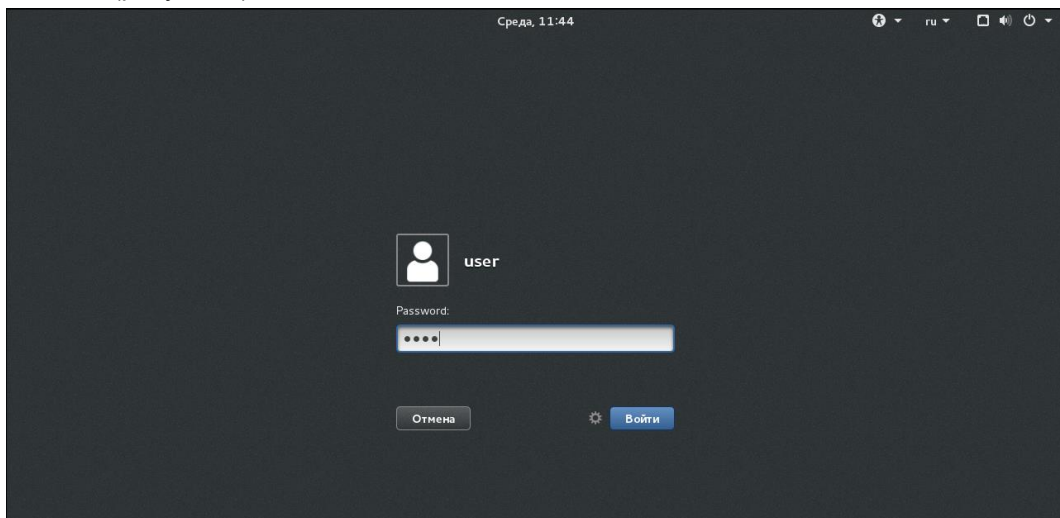 Среда, 11:44
ru
user
Password:
Отмена
Войти